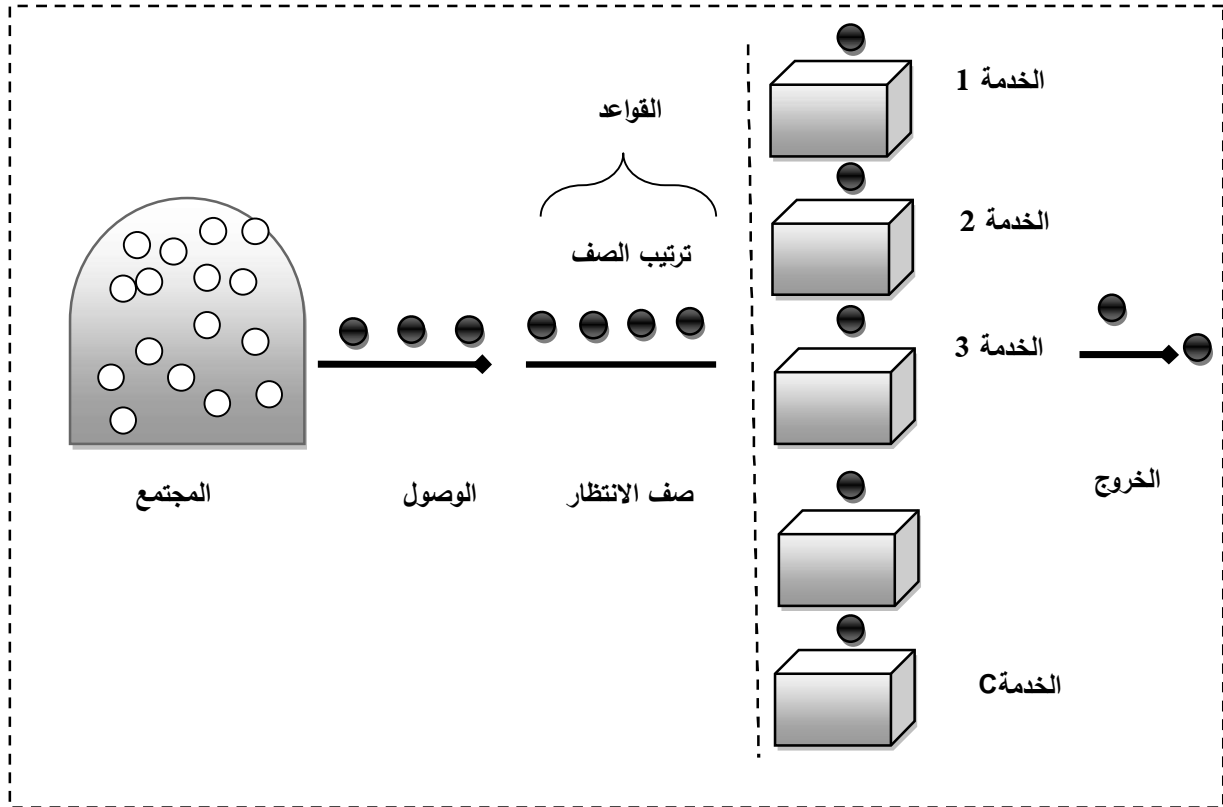 القواعد
ترتيب الصف
المجتمع
الوصول
صف الانتظار
الخدمة 1
الخدمة 2
الخدمة 3
الخدمةC
الخروج